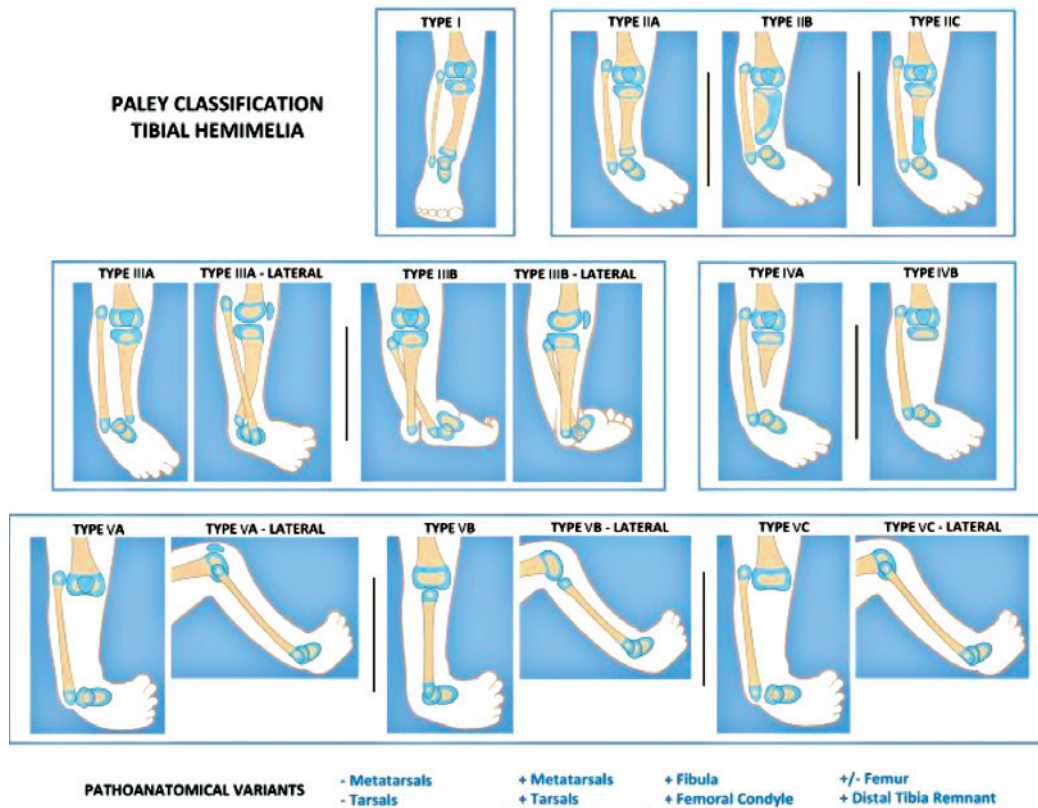 PALEY CLASSIFICATION
TIBIAL HEMIMELIA
TYPE I
TYPE IIA
TYPE IIB
TYPE IIC
TYPE IIIA
TYPE IIIA - LATERAL
TYPE IIIB
TYPE IIIB - LATERAL
TYPE IVA
TYPE IVB
TYPE VA
TYPE VA - LATERAL
TYPE VB
TYPE VB - LATERAL
TYPE VC
TYPE VC - LATERAL
PATHOANATOMICAL VARIANTS
- Metatarsals
- Tarsals
+ Metatarsals
+ Tarsals
+ Fibula
+ Femoral Condyle
+/- Femur
+ Distal Tibia Remnant